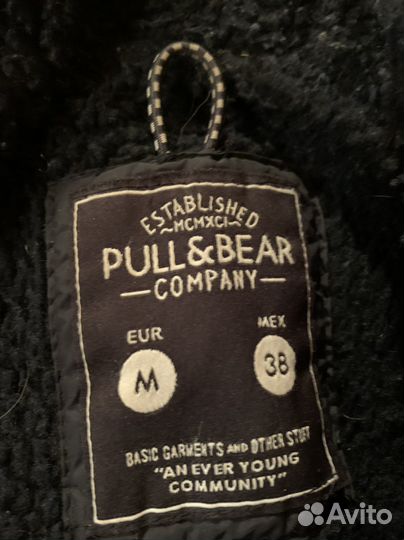 ESTABLISHED
MCMXCI
PULL&BEAR
COMPANY
EUR
MEX
M
38
BASIC GARMENTS AND OTHER STUFF
"AN EVER YOUNG
COMMUNITY"
Avito